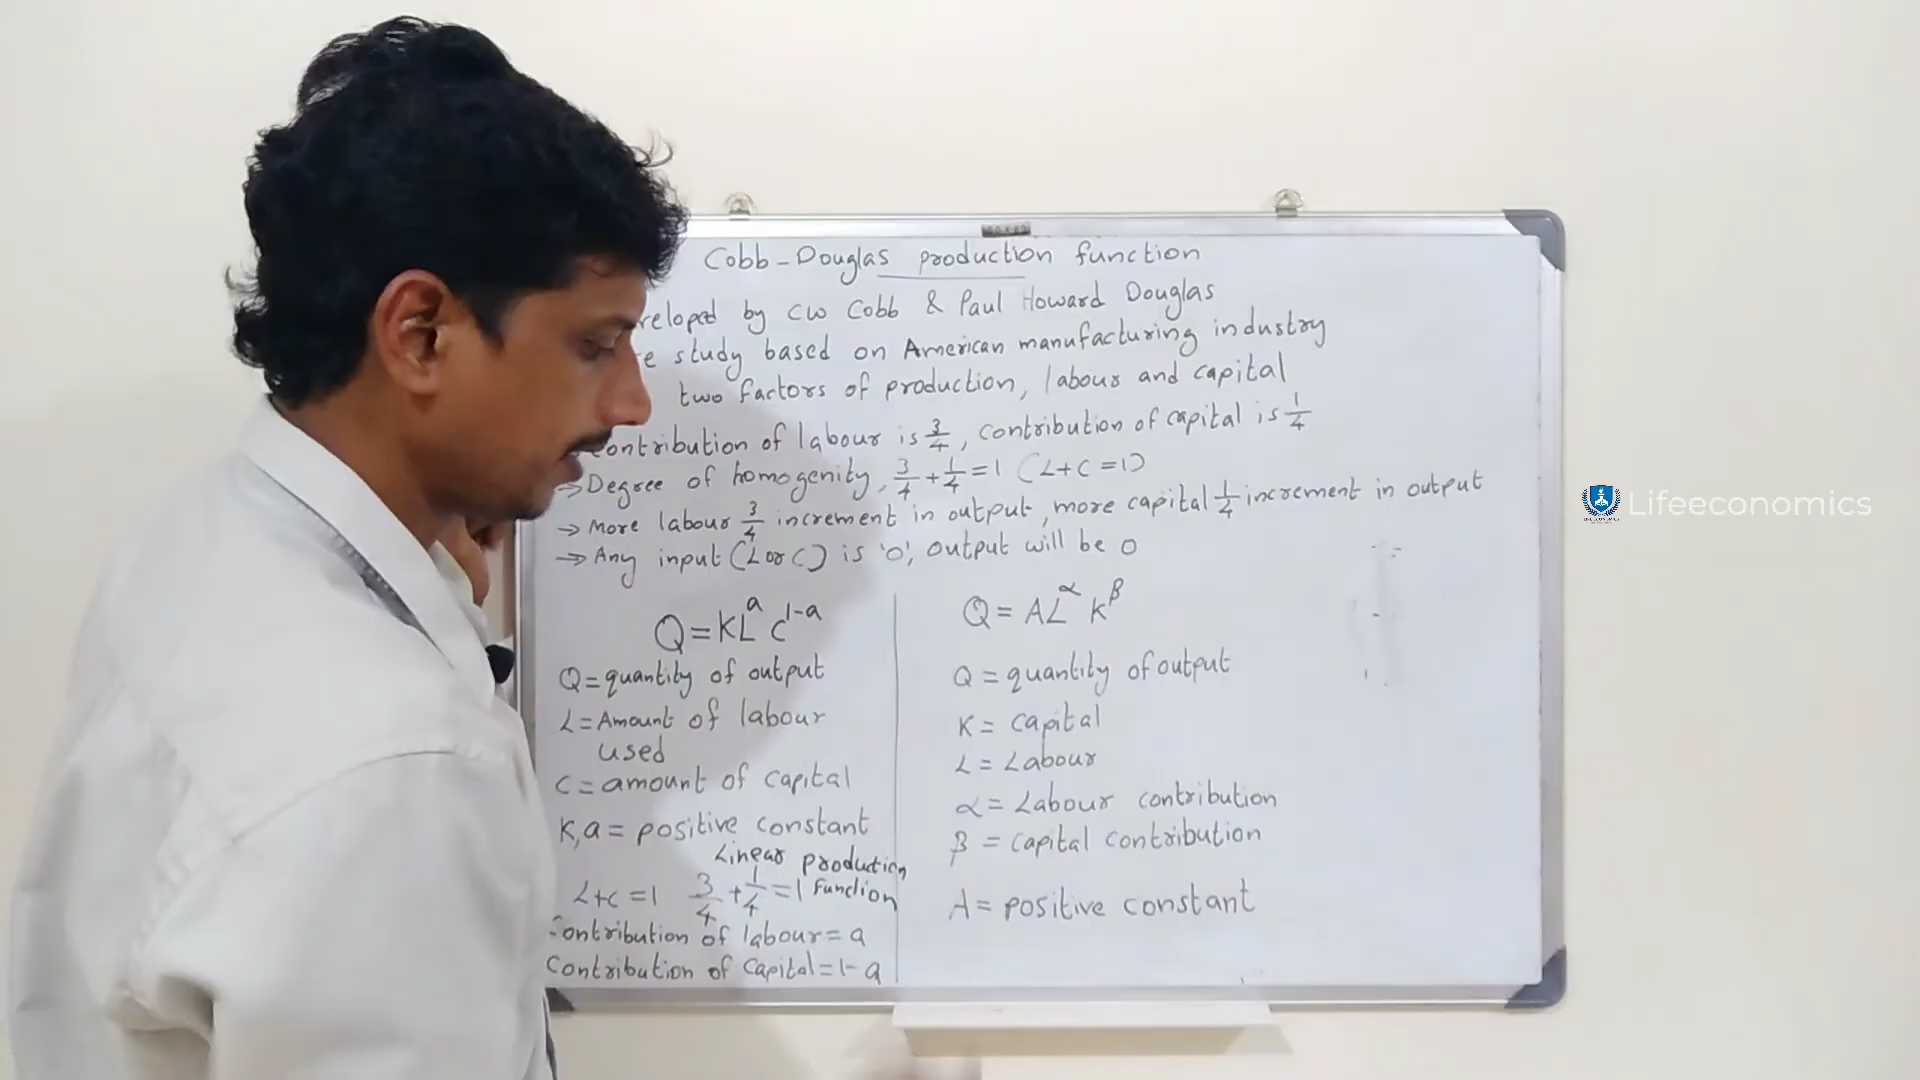 Cobb-Douglas production function
by CW Cobb & Paul Howard Douglas
study based on American manufacturing industry
two factors of production, labour and capital
contribution of labour is 3/4, contribution of capital is 1/4
→ Degree of homogenity, 3/4 + 1/4 = 1 (L+C=1)
→ More labour 3/4 increment in output, more capital 1/4 increment in output
→ Any input (L or C) is '0', output will be 0
Q = KL^a C^1-a
Q = quantity of output
L = Amount of labour
used
C = amount of capital
K, a = positive constant
Linear production
L+C = 1 3/4 + 1/4 = 1 Function
Contribution of labour = a
Contribution of Capital = 1-a
Q = AL^α K^β
Q = quantity of output
K = capital
L = Labour
α = Labour contribution
β = capital contribution
A = positive constant
Lifeeconomics